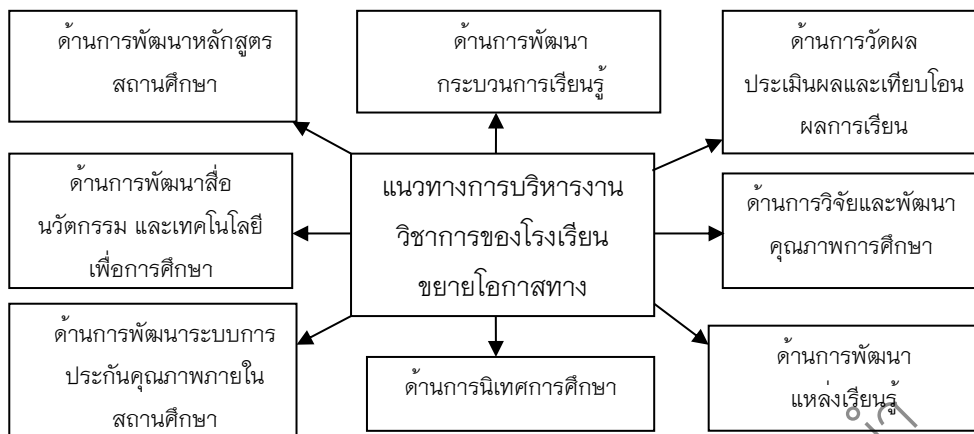 ด้านการพัฒนาหลักสูตร
สถานศึกษา
ด้านการพัฒนา
กระบวนการเรียนรู้
ด้านการวัดผล
ประเมินผลและเทียบโอน
ผลการเรียน
ด้านการพัฒนาสื่อ
นวัตกรรม และเทคโนโลยี
เพื่อการศึกษา
แนวทางการบริหารงาน
วิชาการของโรงเรียน
ขยายโอกาสทาง
ด้านการวิจัยและพัฒนา
คุณภาพการศึกษา
ด้านการพัฒนาระบบการ
ประกันคุณภาพภายใน
สถานศึกษา
ด้านการนิเทศการศึกษา
ด้านการพัฒนา
แหล่งเรียนรู้